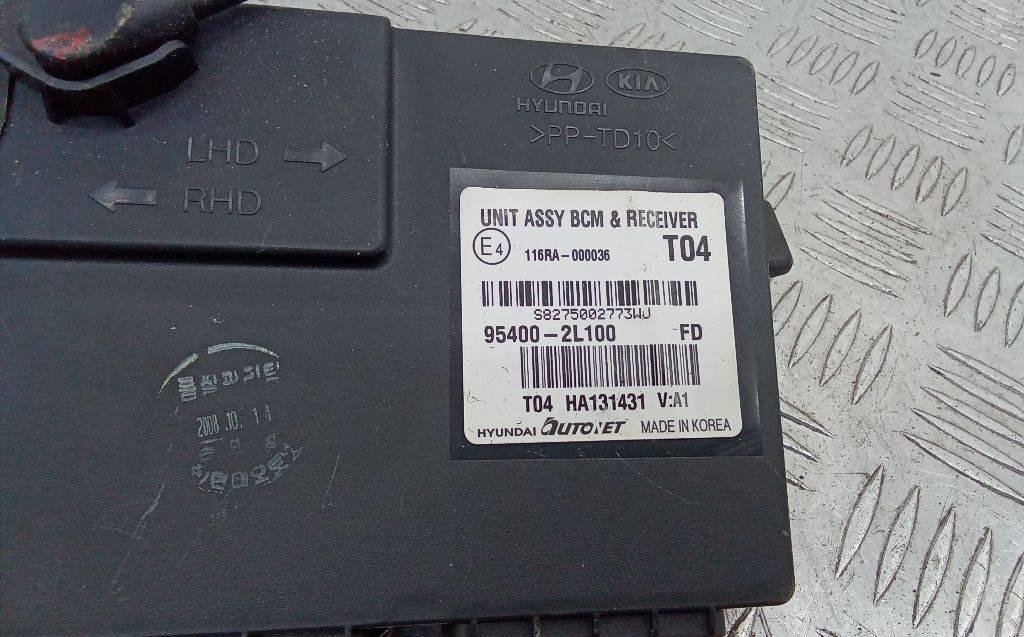 LHD
RHD
HYUNDAI KIA
>PP-TD10<
UNIT ASSY BCM & RECEIVER
E4 116RA-000036 T04
S8275002773WJ
95400-2L100 FD
T04 HA131431 V:A1
HYUNDAI AUTONET MADE IN KOREA
2008.10.14